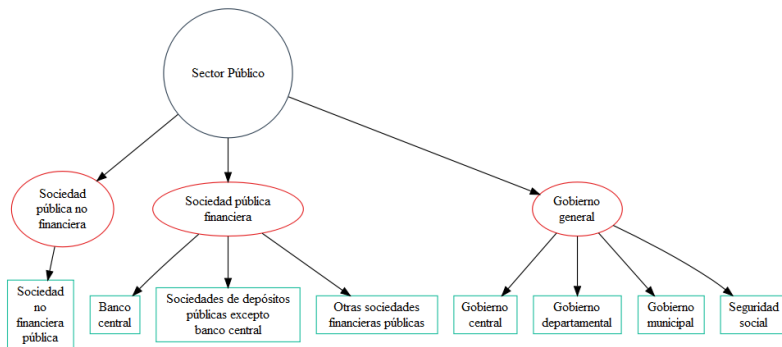 Sector Público
Sociedad
pública no
financiera
Sociedad pública
financiera
Gobierno
general
Sociedad
no
financiera
pública
Banco
central
Sociedades de depósitos
públicas excepto
banco central
Otras sociedades
financieras públicas
Gobierno
central
Gobierno
departamental
Gobierno
municipal
Seguridad
social